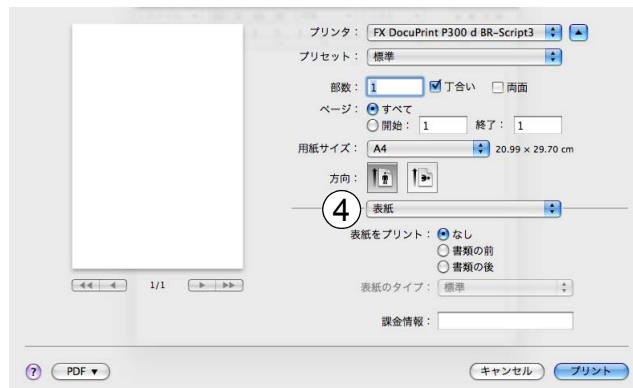 プリンタ： FX DocuPrint P300 d BR-Script3
プリセット： 標準
部数： 1 丁合い 両面
ページ： すべて
開始： 1 終了： 1
用紙サイズ： A4 20.99 × 29.70 cm
方向：
④ 表紙
表紙をプリント： なし
書類の前
書類の後
1/1 表紙のタイプ： 標準
課金情報：
? PDF ▼ キャンセル プリント